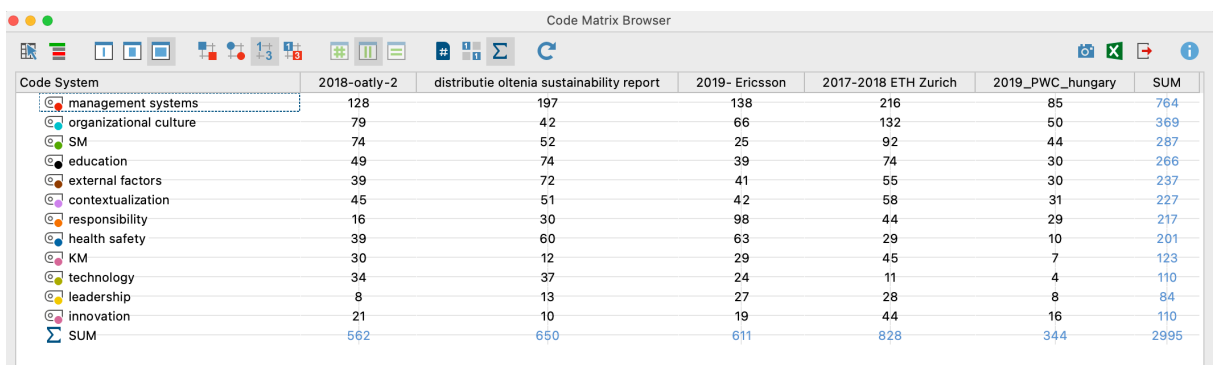 Code Matrix Browser
Code System 2018-oatly-2 distributie oltenia sustainability report 2019- Ericsson 2017-2018 ETH Zurich 2019_PWC_hungary SUM
management systems 128 197 138 216 85 764
organizational culture 79 42 66 132 50 369
SM 74 52 25 92 44 287
education 49 74 39 74 30 266
external factors 39 72 41 55 30 237
contextualization 45 51 42 58 31 227
responsibility 16 30 98 44 29 217
health safety 39 60 63 29 10 201
KM 30 12 29 45 7 123
technology 34 37 24 11 4 110
leadership 8 13 27 28 8 84
innovation 21 10 19 44 16 110
Σ SUM 562 650 611 828 344 2995